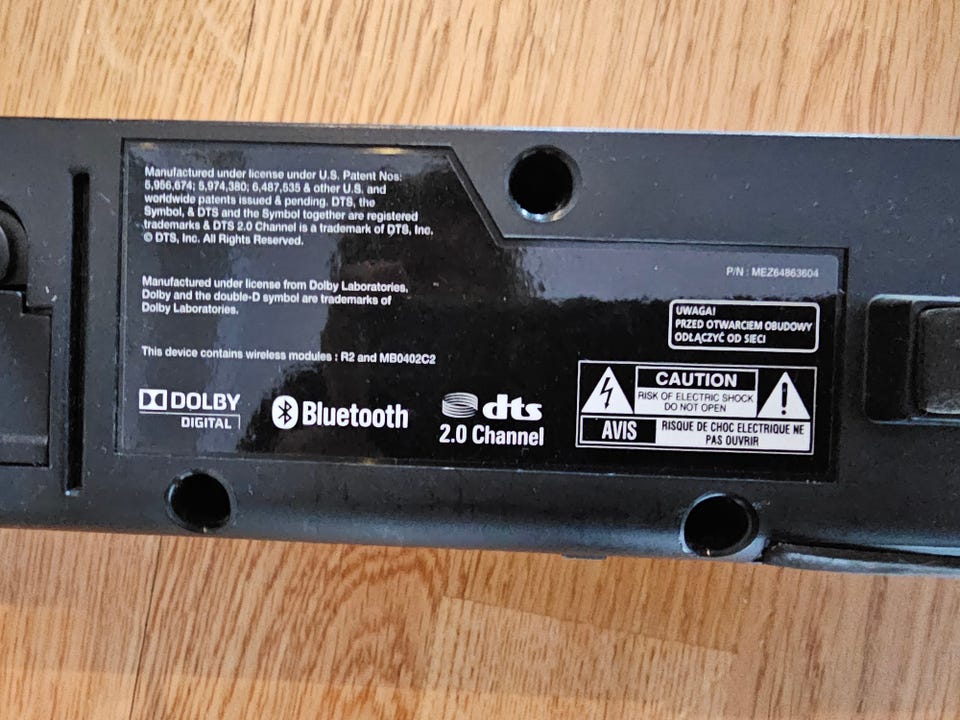 Manufactured under license under U.S. Patent Nos:
5,956,674; 5,974,380; 6,487,535 & other U.S. and
worldwide patents issued & pending. DTS, the
Symbol, & DTS and the Symbol together are registered
trademarks & DTS 2.0 Channel is a trademark of DTS, Inc.
© DTS, Inc. All Rights Reserved.
Manufactured under license from Dolby Laboratories,
Dolby and the double-D symbol are trademarks of
Dolby Laboratories.
This device contains wireless modules : R2 and MB0402C2
DOLBY
DIGITAL
Bluetooth
dts
2.0 Channel
P/N : MEZ64863604
UWAGA!
PRZED OTWARCIEM OBUDOWY
ODŁĄCZYĆ OD SIECI
CAUTION
RISK OF ELECTRIC SHOCK
DO NOT OPEN
AVIS
RISQUE DE CHOC ELECTRIQUE NE
PAS OUVRIR